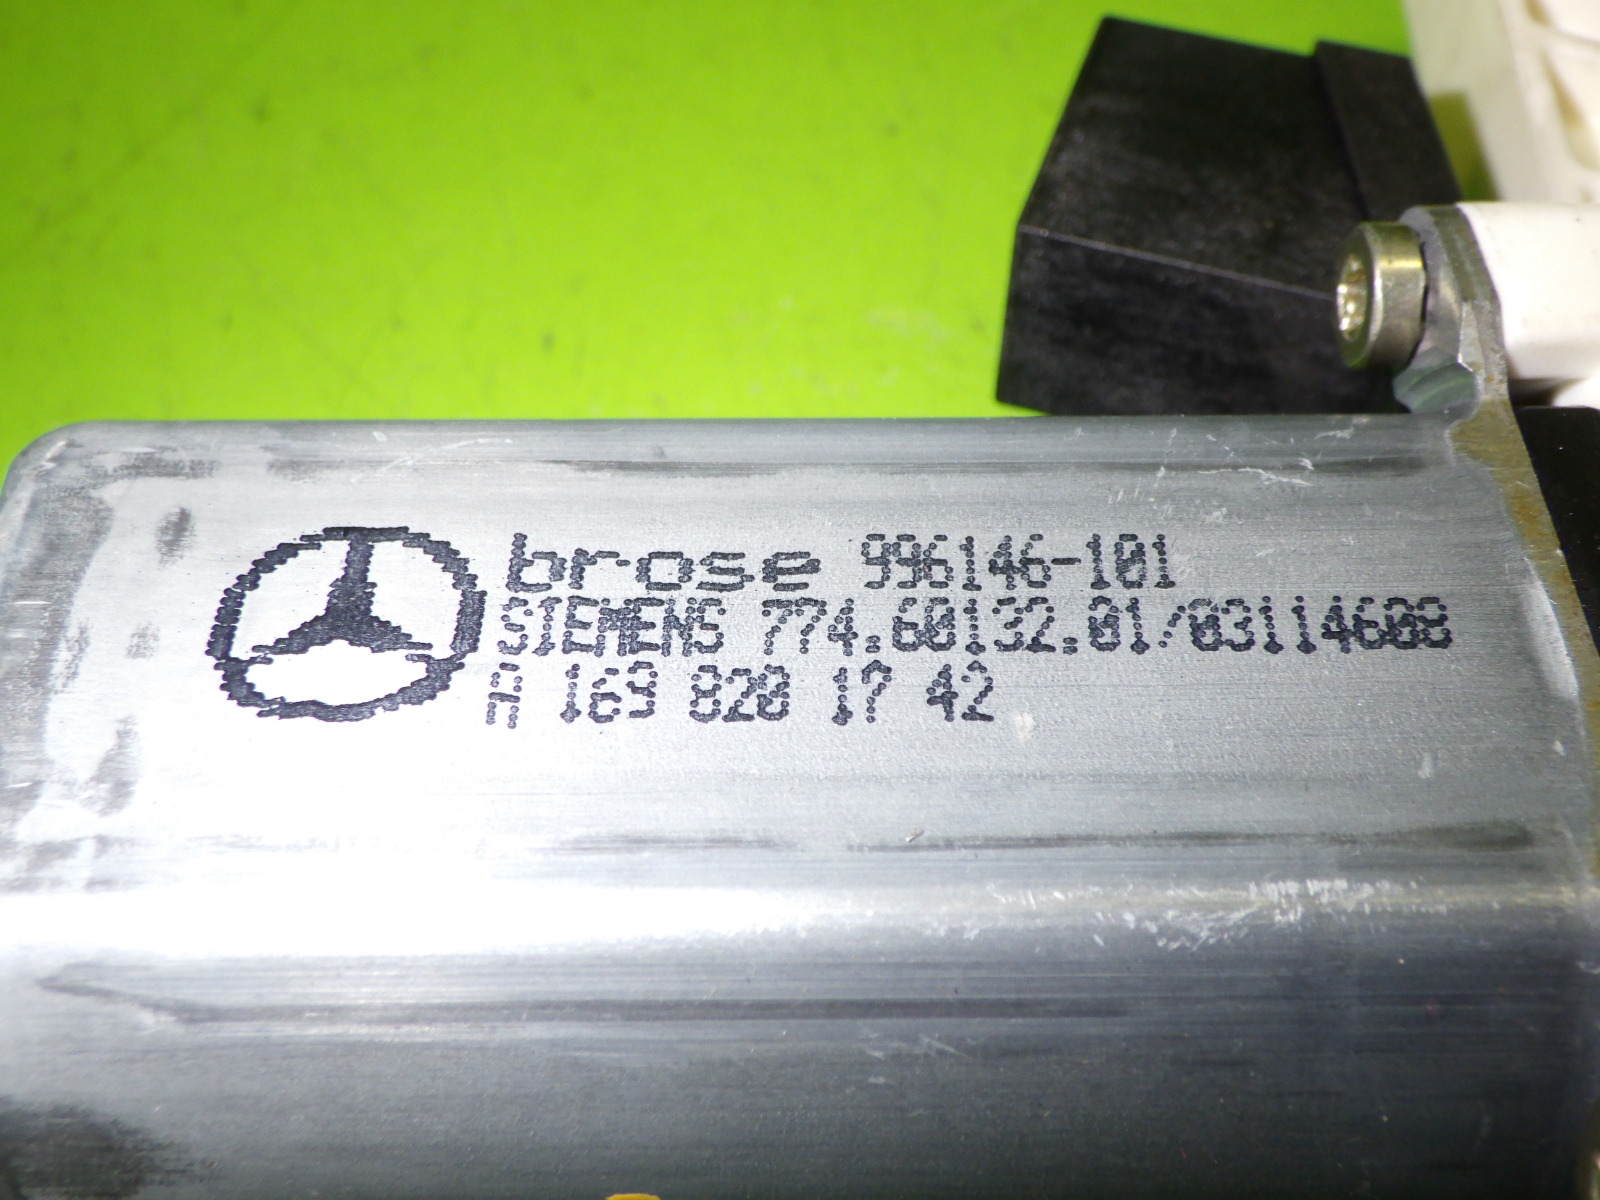 brose 996146-101
SIEMENS 774.60132.01/03114608
A 169 820 17 42